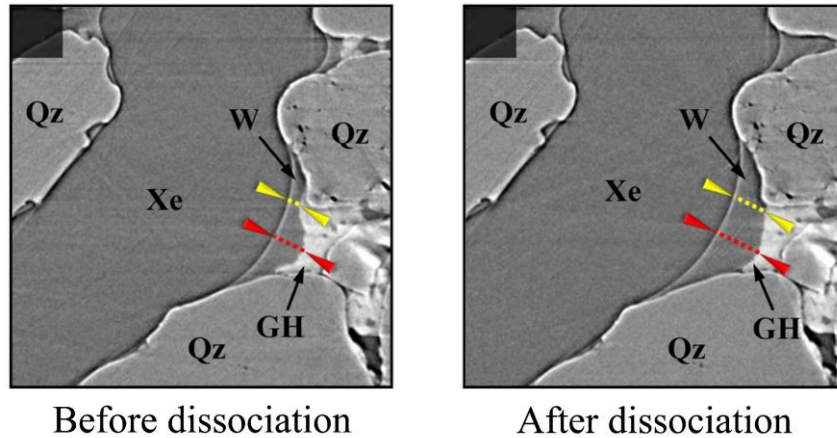 Qz
W
Qz
Xe
GH
Qz
Before dissociation
Qz
W
Qz
Xe
GH
Qz
After dissociation